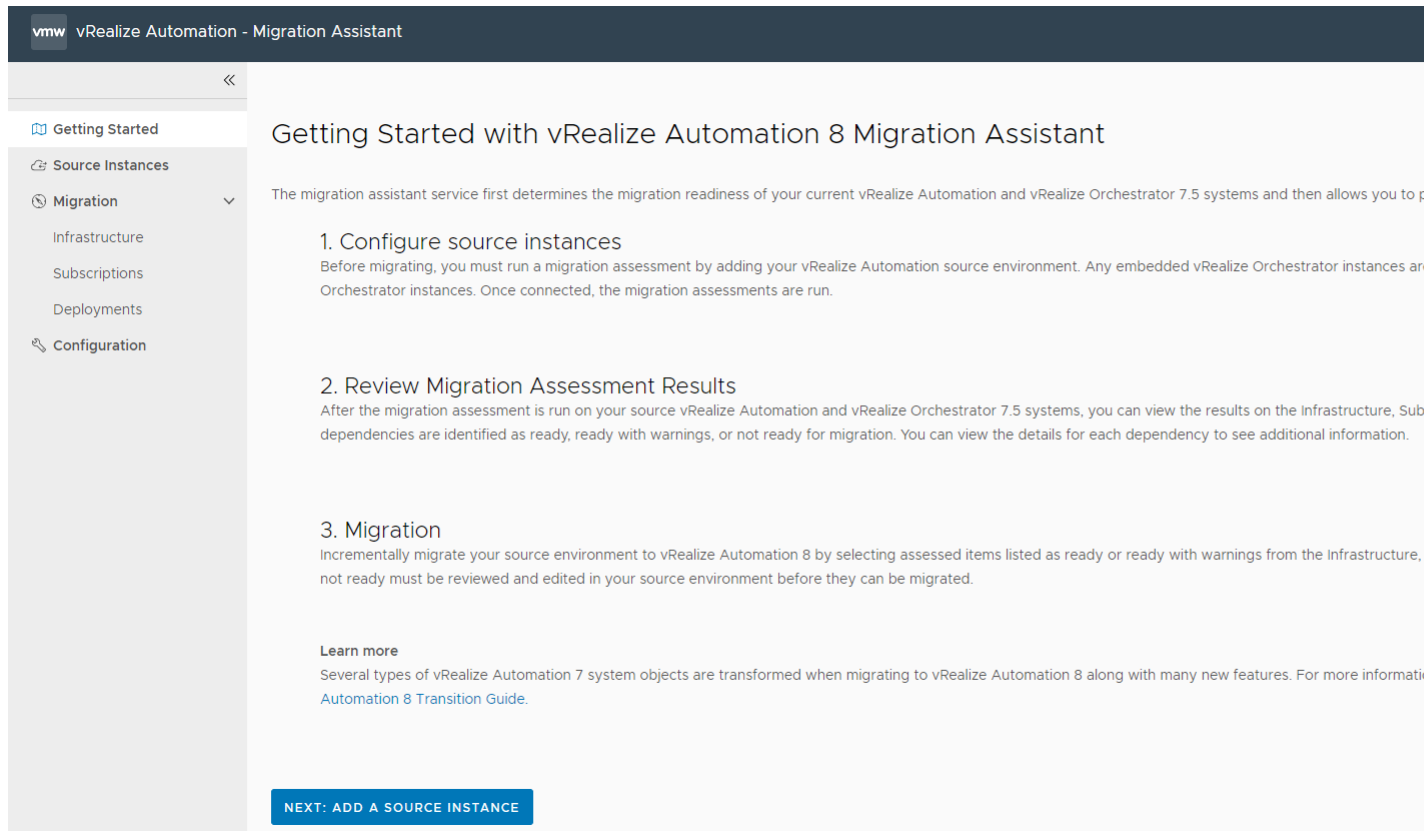 vmw vRealize Automation - Migration Assistant
Getting Started
Source Instances
Migration
Infrastructure
Subscriptions
Deployments
Configuration
Getting Started with vRealize Automation 8 Migration Assistant
The migration assistant service first determines the migration readiness of your current vRealize Automation and vRealize Orchestrator 7.5 systems and then allows you to
1. Configure source instances
Before migrating, you must run a migration assessment by adding your vRealize Automation source environment. Any embedded vRealize Orchestrator instances
Orchestrator instances. Once connected, the migration assessments are run.
2. Review Migration Assessment Results
After the migration assessment is run on your source vRealize Automation and vRealize Orchestrator 7.5 systems, you can view the results on the Infrastructure, Sub
dependencies are identified as ready, ready with warnings, or not ready for migration. You can view the details for each dependency to see additional information.
3. Migration
Incrementally migrate your source environment to vRealize Automation 8 by selecting assessed items listed as ready or ready with warnings from the Infrastructure,
not ready must be reviewed and edited in your source environment before they can be migrated.
Learn more
Several types of vRealize Automation 7 system objects are transformed when migrating to vRealize Automation 8 along with many new features. For more informati
Automation 8 Transition Guide.
NEXT: ADD A SOURCE INSTANCE